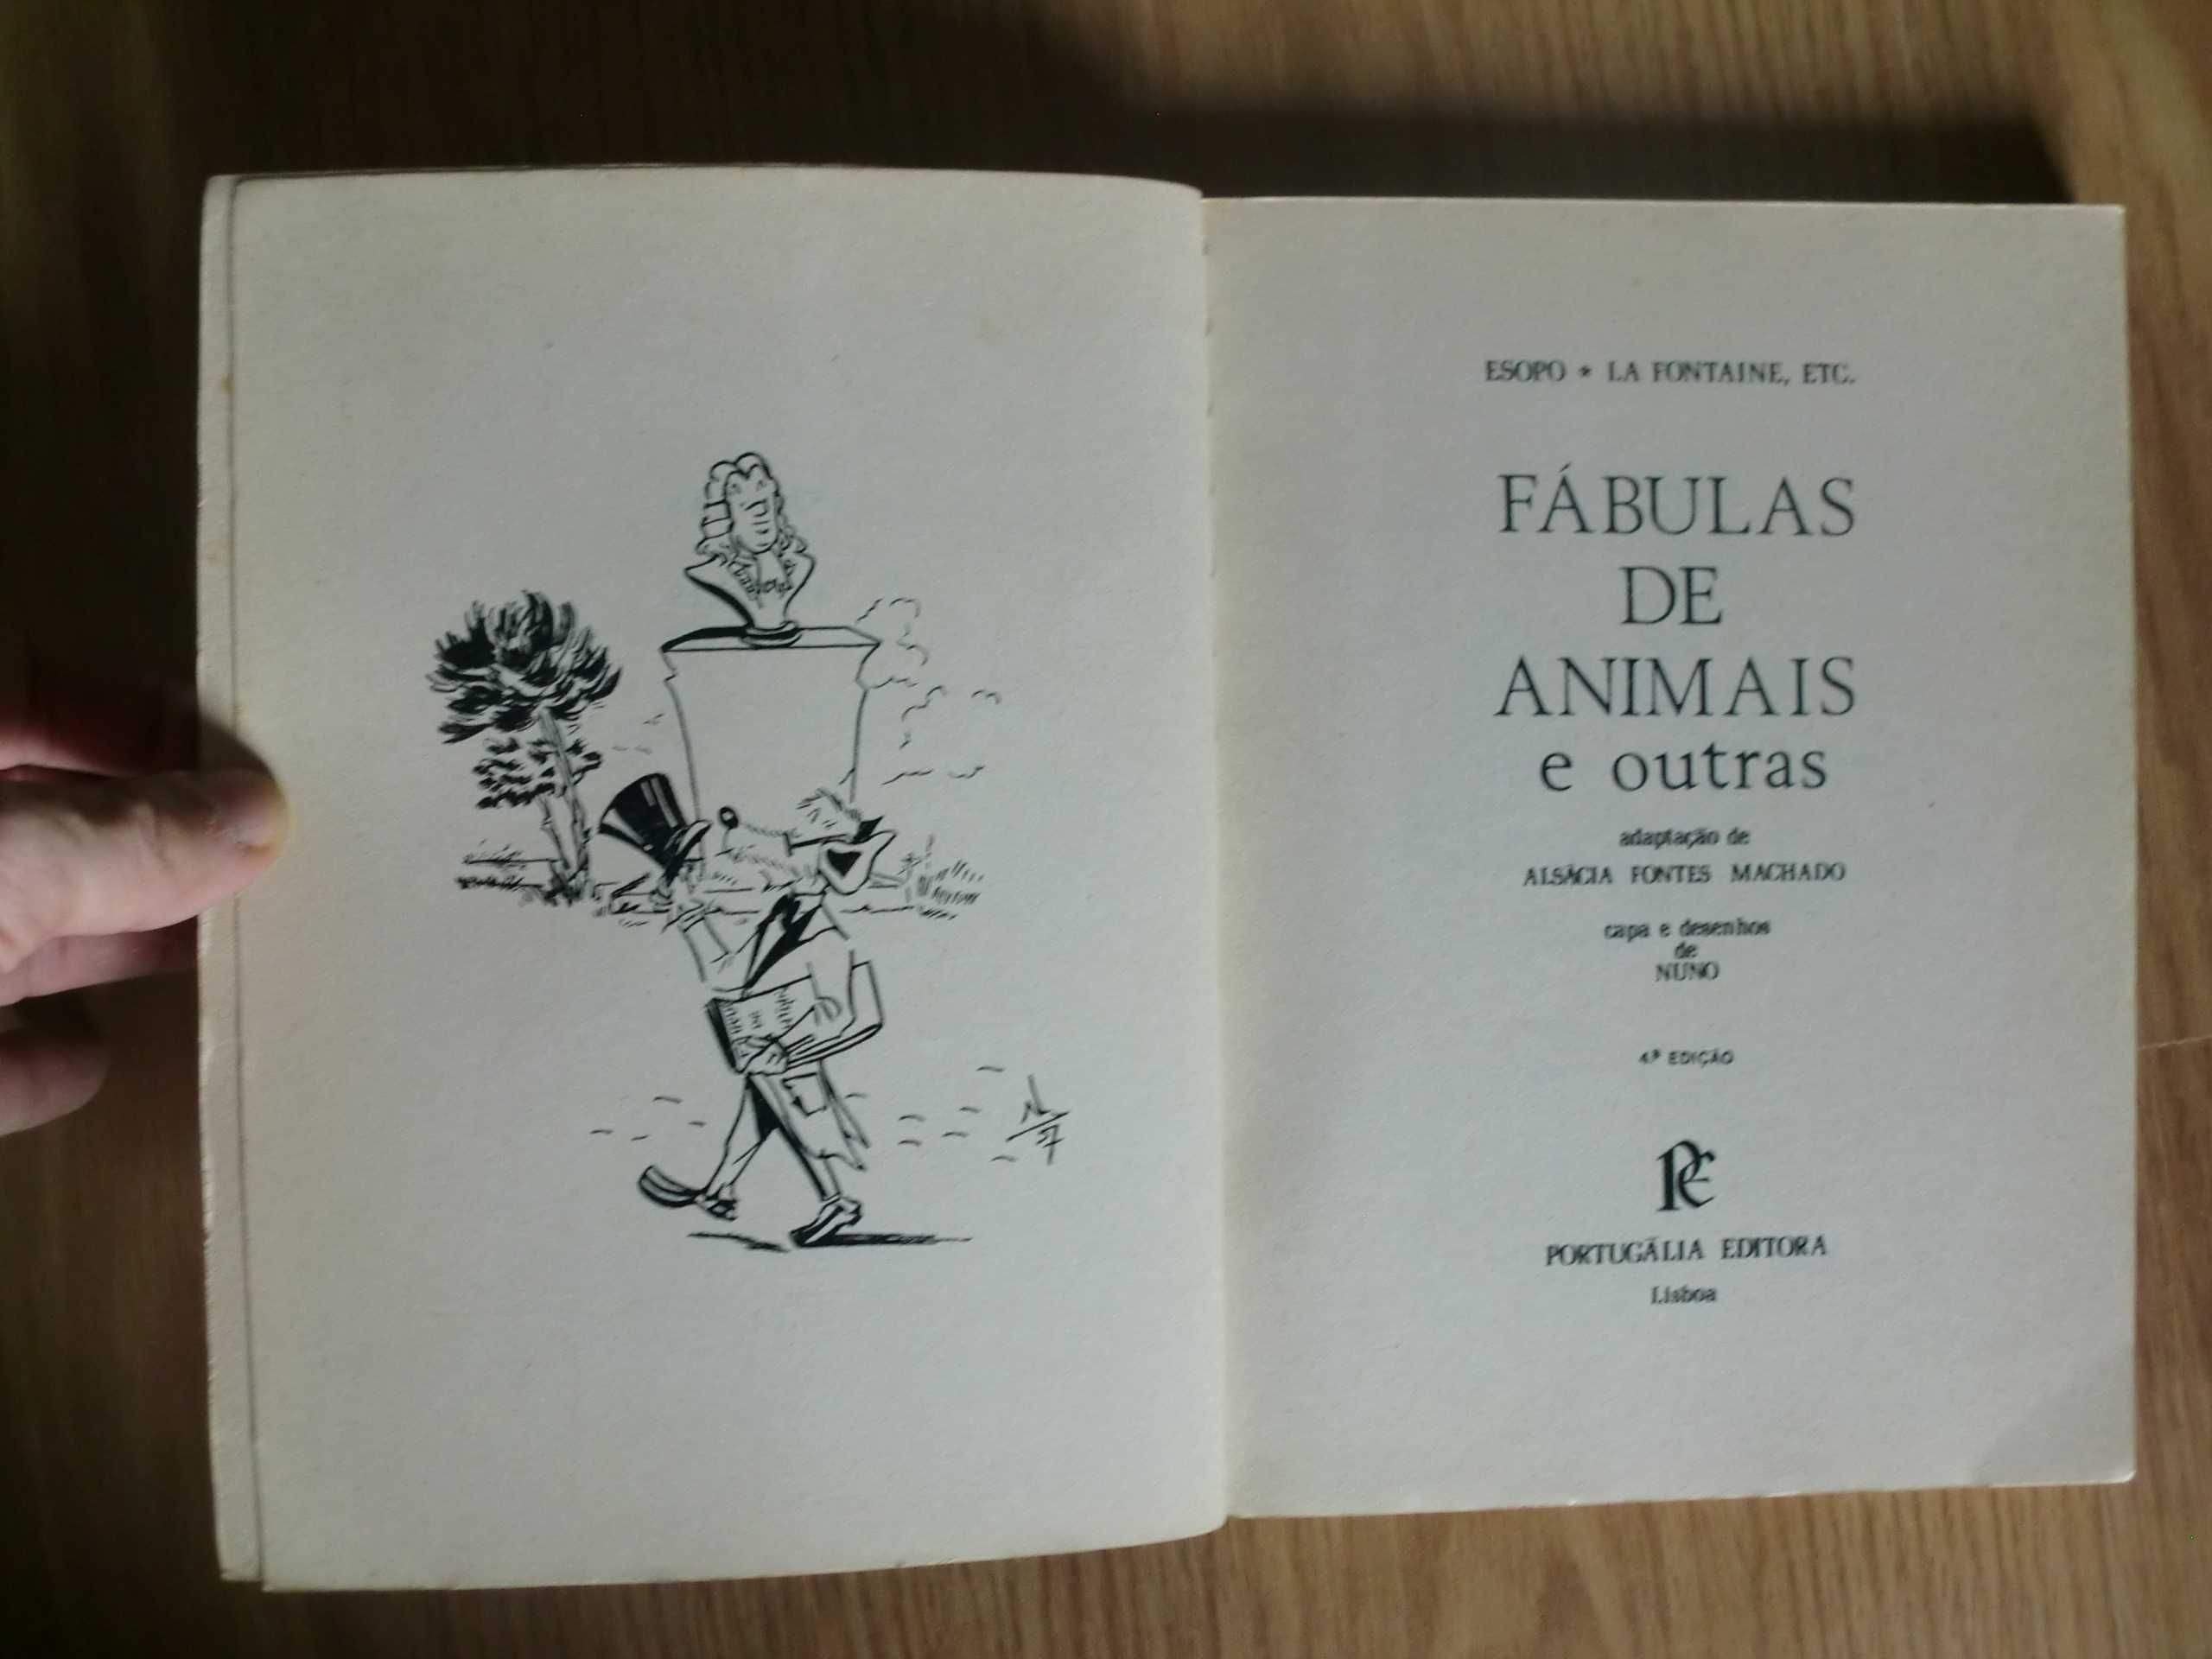 ESOPO * LA FONTAINE, ETC.
FÁBULAS
DE
ANIMAIS
e outras
adaptação de
ALSÁCIA FONTES MACHADO
capa e desenhos
de
NUNO
4ª EDIÇÃO
PE
PORTUGÁLIA EDITORA
Lisboa